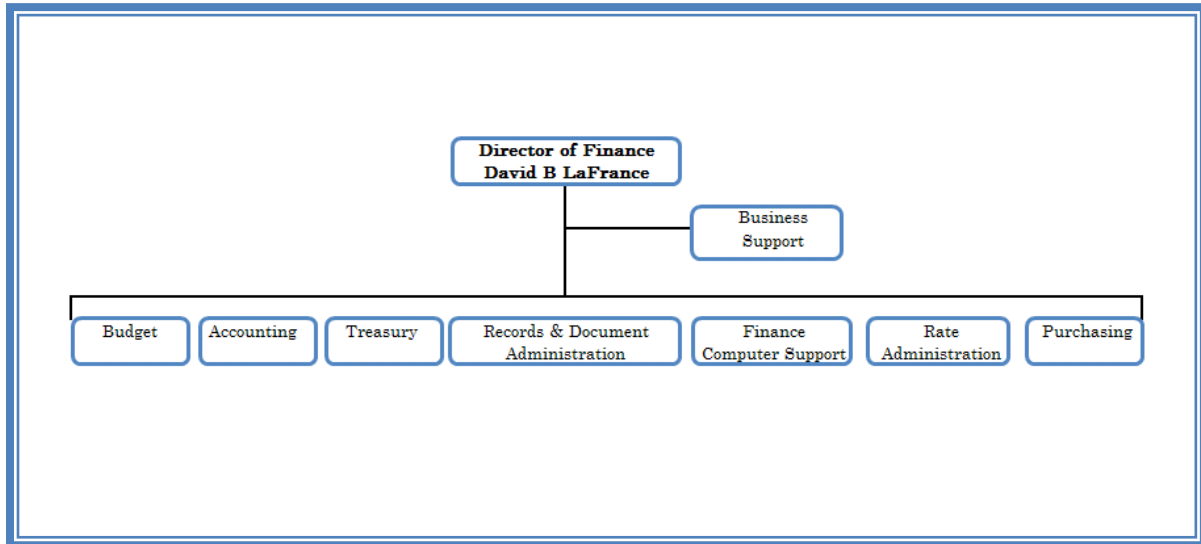 Director of Finance
David B LaFrance
Business
Support
Budget
Accounting
Treasury
Records & Document
Administration
Finance
Computer Support
Rate
Administration
Purchasing